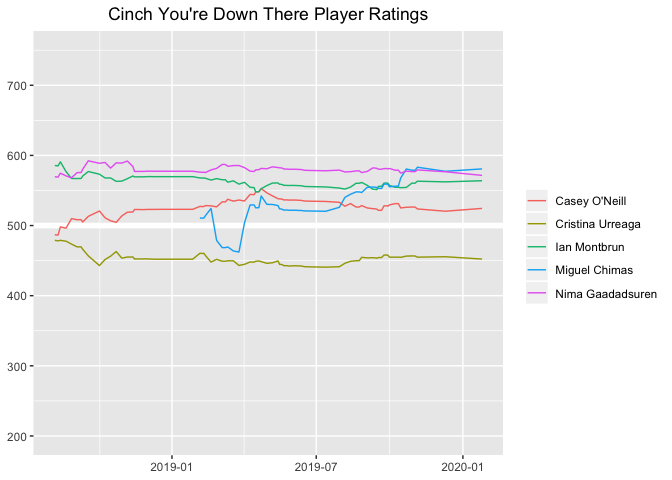 Cinch You're Down There Player Ratings
700
600
500
400
300
200
2019-01
2019-07
2020-01
Casey O'Neill
Cristina Urreaga
Ian Montbrun
Miguel Chimas
Nima Gaadadsuren